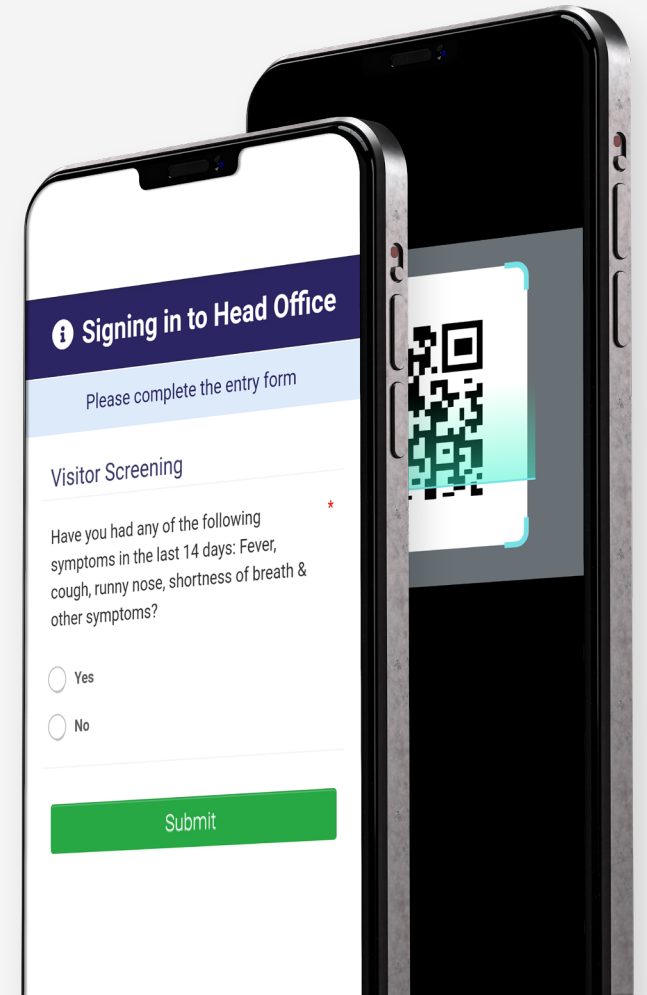 Signing in to Head Office
Please complete the entry form
Visitor Screening
Have you had any of the following *
symptoms in the last 14 days: Fever,
cough, runny nose, shortness of breath &
other symptoms?
Yes
No
Submit